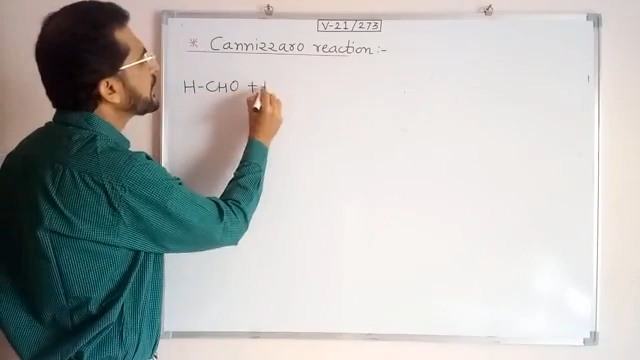 V-21/273
* Cannizzaro reaction :-
H-CHO +